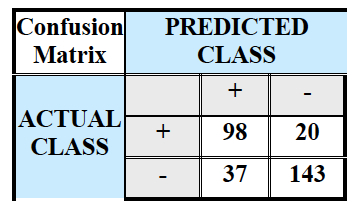 Confusion PREDICTED
Matrix CLASS
+ -
ACTUAL + 98 20
CLASS
- 37 143